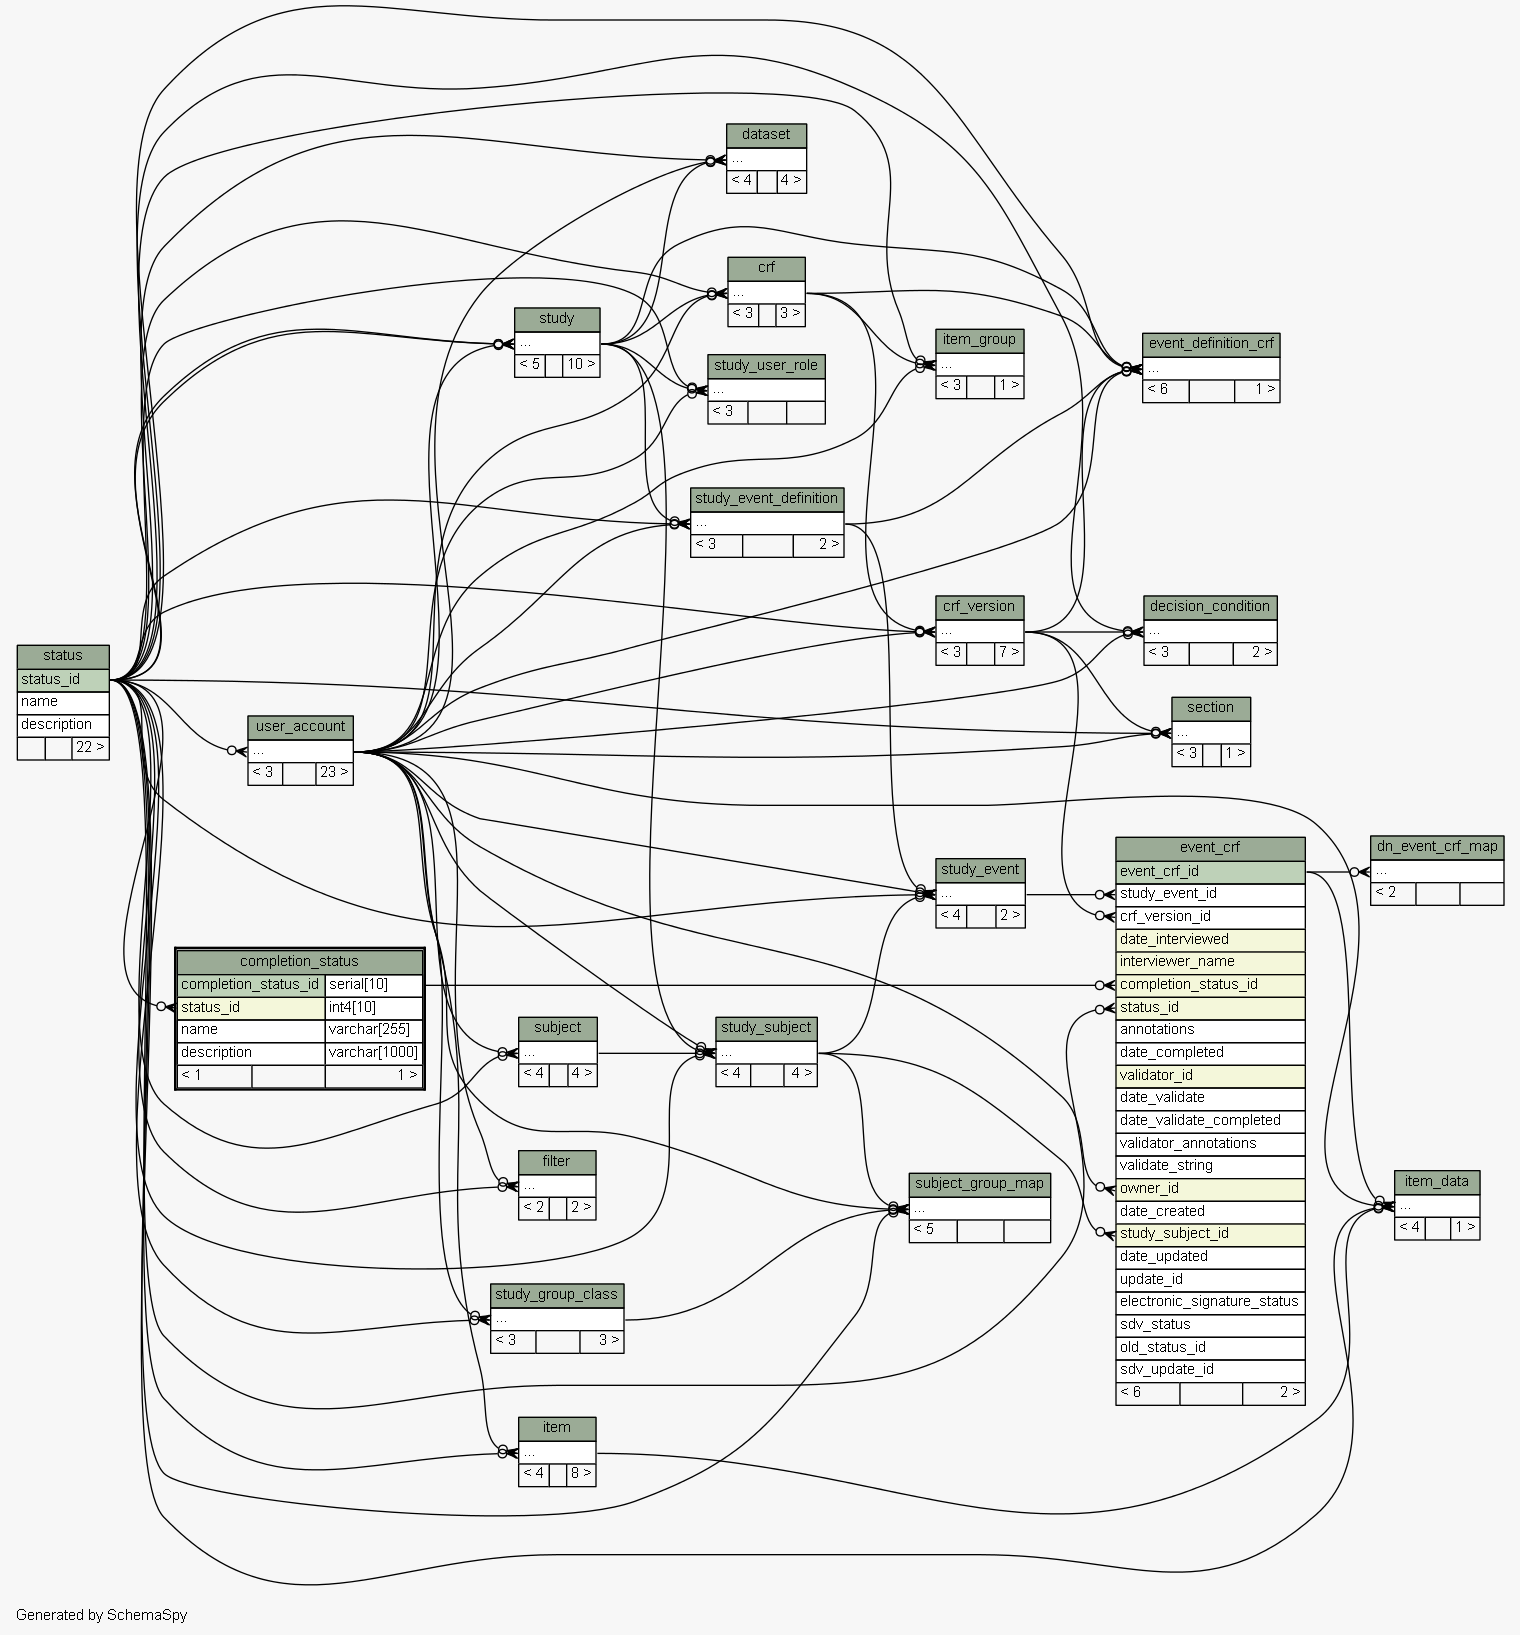 dataset
...
< 4 4 >
crf
...
< 3 3 >
study
...
< 5 10 >
study_user_role
...
< 3
item_group
...
< 3 1 >
event_definition_crf
...
< 6 1 >
study_event_definition
...
< 3 2 >
crf_version
...
< 3 7 >
decision_condition
...
< 3 2 >
status
status_id
name
description
22 >
user_account
...
< 3 23 >
section
...
< 3 1 >
study_event
...
< 4 2 >
event_crf
event_crf_id
study_event_id
crf_version_id
date_interviewed
interviewer_name
completion_status_id
status_id
annotations
date_completed
validator_id
date_validate
date_validate_completed
validator_annotations
validate_string
owner_id
date_created
study_subject_id
date_updated
update_id
electronic_signature_status
sdv_status
old_status_id
sdv_update_id
< 6 2 >
dn_event_crf_map
...
< 2
completion_status
completion_status_id serial[10]
status_id int4[10]
name varchar[255]
description varchar[1000]
< 1 1 >
subject
...
< 4 4 >
study_subject
...
< 4 4 >
filter
...
< 2 2 >
subject_group_map
...
< 5
item_data
...
< 4 1 >
study_group_class
...
< 3 3 >
item
...
< 4 8 >
Generated by SchemaSpy